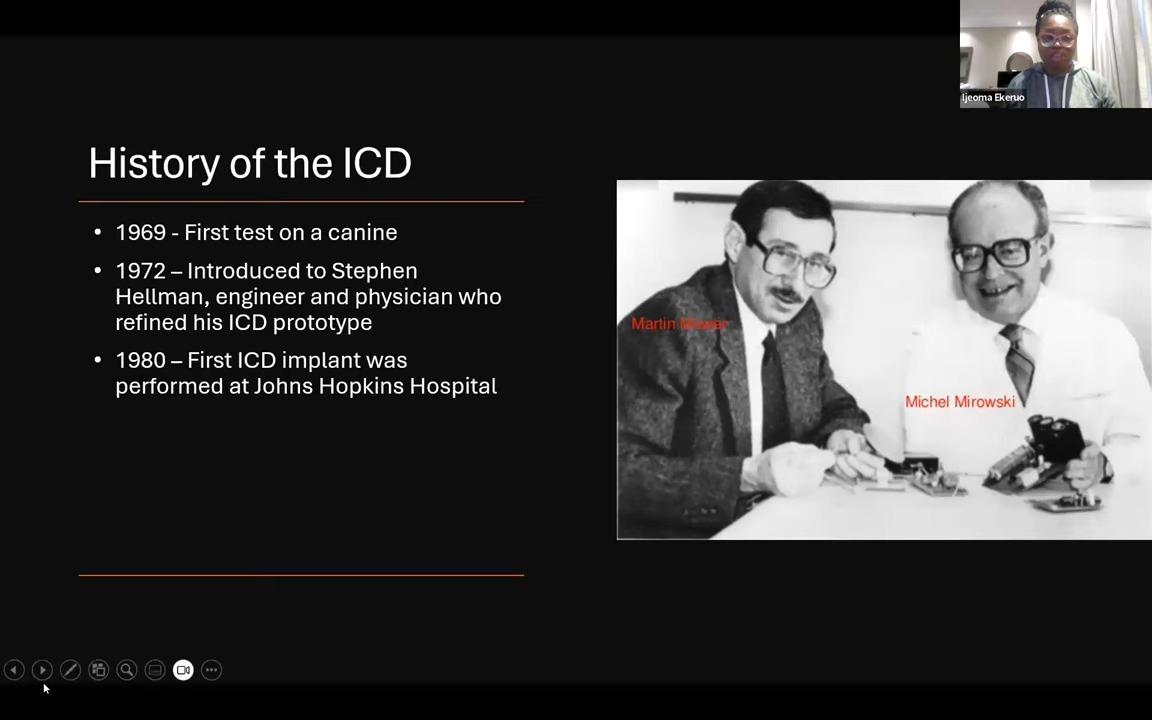 Ijeoma Ekeruo
History of the ICD
• 1969 - First test on a canine
• 1972 – Introduced to Stephen
Hellman, engineer and physician who
refined his ICD prototype
• 1980 – First ICD implant was
performed at Johns Hopkins Hospital
Martin Mower
Michel Mirowski